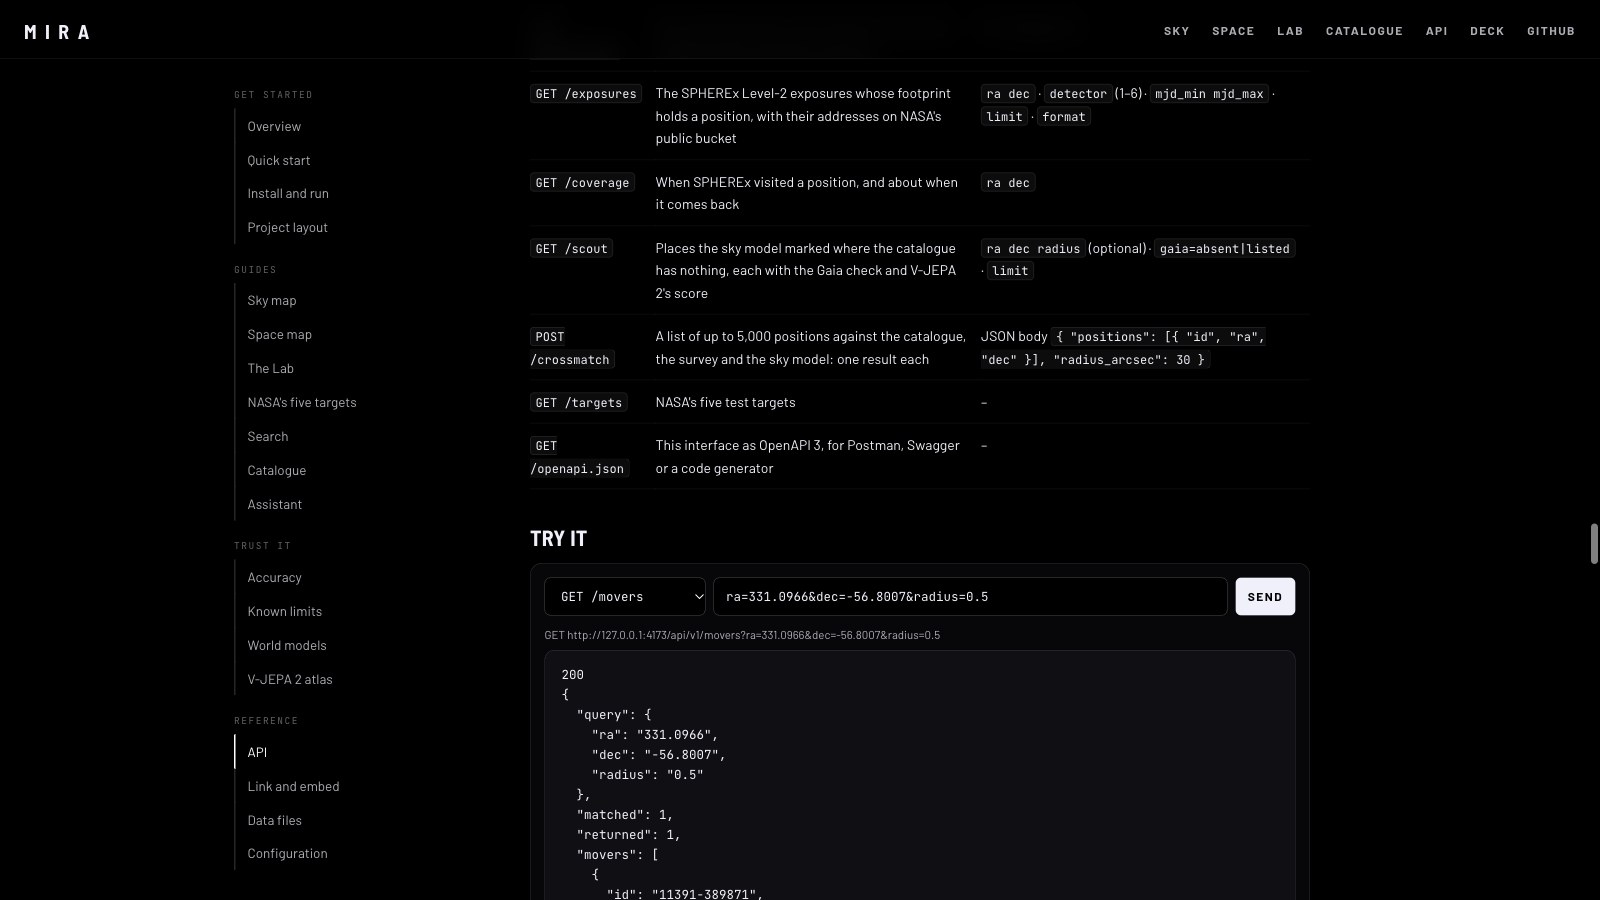 MIRA
SKY SPACE LAB CATALOGUE API DECK GITHUB
GET STARTED
Overview
Quick start
Install and run
Project layout
GUIDES
Sky map
Space map
The Lab
NASA's five targets
Search
Catalogue
Assistant
TRUST IT
Accuracy
Known limits
World models
V-JEPA 2 atlas
REFERENCE
API
Link and embed
Data files
Configuration
GET /exposures The SPHEREx Level-2 exposures whose footprint ra dec · detector (1–6) · mjd_min mjd_max ·
holds a position, with their addresses on NASA's limit · format
public bucket
GET /coverage When SPHEREx visited a position, and about when ra dec
it comes back
GET /scout Places the sky model marked where the catalogue ra dec radius (optional) · gaia=absent|listed
has nothing, each with the Gaia check and V-JEPA · limit
2's score
POST A list of up to 5,000 positions against the catalogue, JSON body { "positions": [{ "id", "ra",
/crossmatch the survey and the sky model: one result each "dec" }], "radius_arcsec": 30 }
GET /targets NASA's five test targets –
GET This interface as OpenAPI 3, for Postman, Swagger –
/openapi.json or a code generator
TRY IT
GET /movers ra=331.0966&dec=-56.8007&radius=0.5 SEND
GET http://127.0.0.1:4173/api/v1/movers?ra=331.0966&dec=-56.8007&radius=0.5
200
{
"query": {
"ra": "331.0966",
"dec": "-56.8007",
"radius": "0.5"
},
"matched": 1,
"returned": 1,
"movers": [
{
"id": "11391-389871",